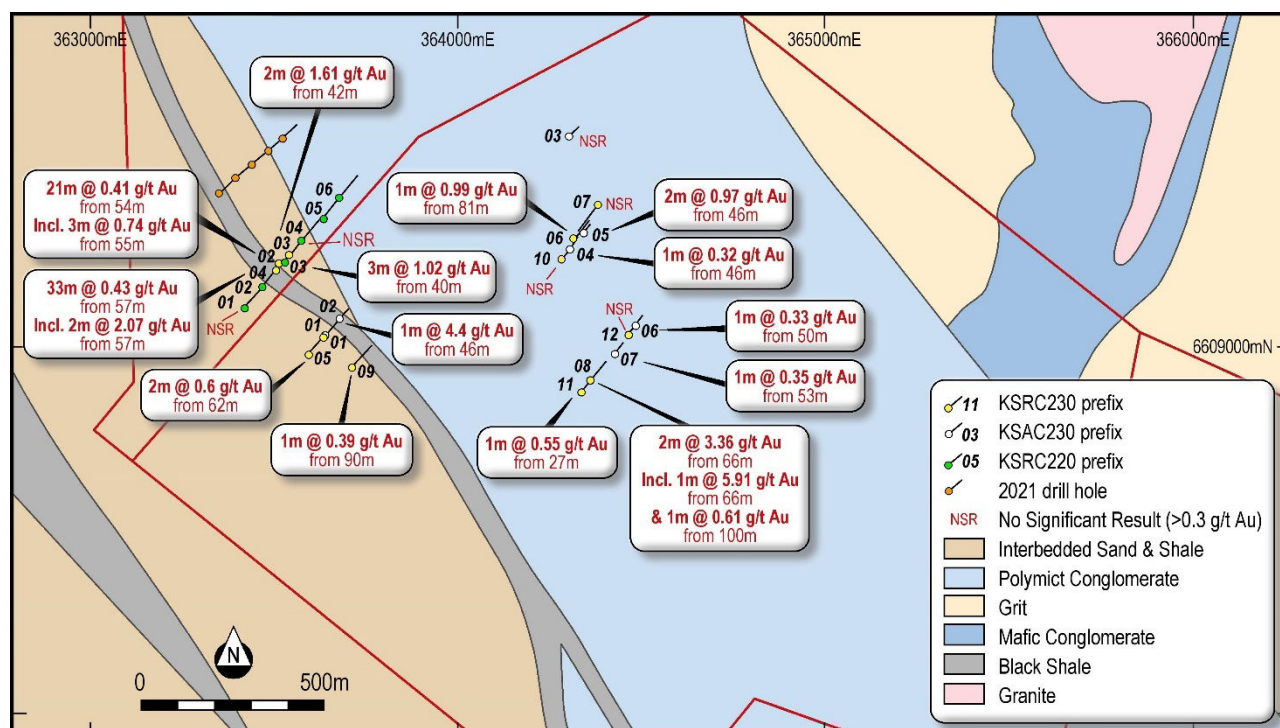 363000mE
364000mE
365000mE
366000mE
2m @ 1.61 g/t Au
from 42m
03
NSR
21m @ 0.41 g/t Au
from 54m
Incl. 3m @ 0.74 g/t Au
from 55m
06
05
04
NSR
03
02
03
04
02
01
NSR
1m @ 0.99 g/t Au
from 81m
07
NSR
2m @ 0.97 g/t Au
from 46m
06
05
04
10
NSR
1m @ 0.32 g/t Au
from 46m
33m @ 0.43 g/t Au
from 57m
Incl. 2m @ 2.07 g/t Au
from 57m
3m @ 1.02 g/t Au
from 40m
02
01
01
05
09
1m @ 4.4 g/t Au
from 46m
NSR
12
06
07
08
11
1m @ 0.33 g/t Au
from 50m
6609000mN
2m @ 0.6 g/t Au
from 62m
1m @ 0.35 g/t Au
from 53m
1m @ 0.39 g/t Au
from 90m
1m @ 0.55 g/t Au
from 27m
2m @ 3.36 g/t Au
from 66m
Incl. 1m @ 5.91 g/t Au
from 66m
& 1m @ 0.61 g/t Au
from 100m
11 KSRC230 prefix
03 KSAC230 prefix
05 KSRC220 prefix
2021 drill hole
NSR No Significant Result (>0.3 g/t Au)
Interbedded Sand & Shale
Polymict Conglomerate
Grit
Mafic Conglomerate
Black Shale
Granite
N
0 500m